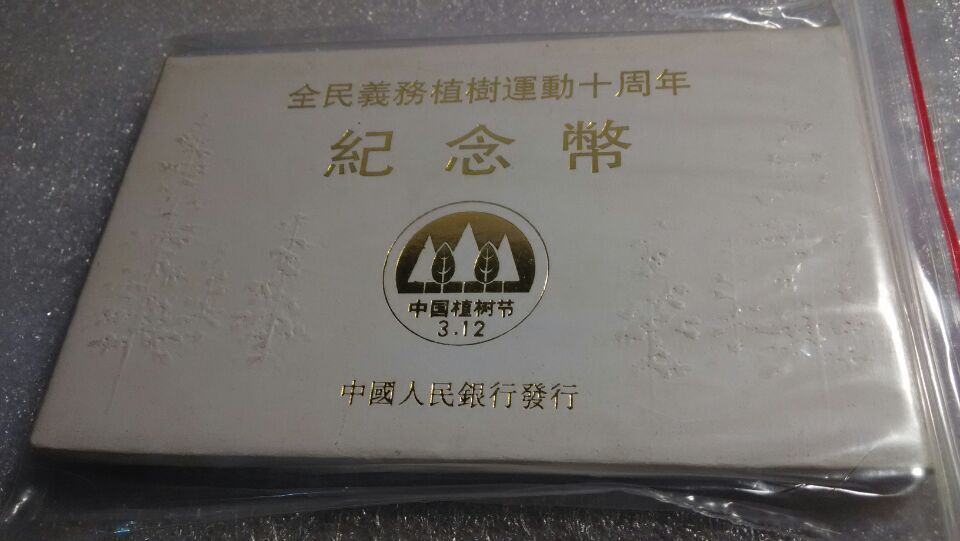 全民義務植樹運動十周年
紀念幣
中国植树节
3.12
中國人民銀行發行